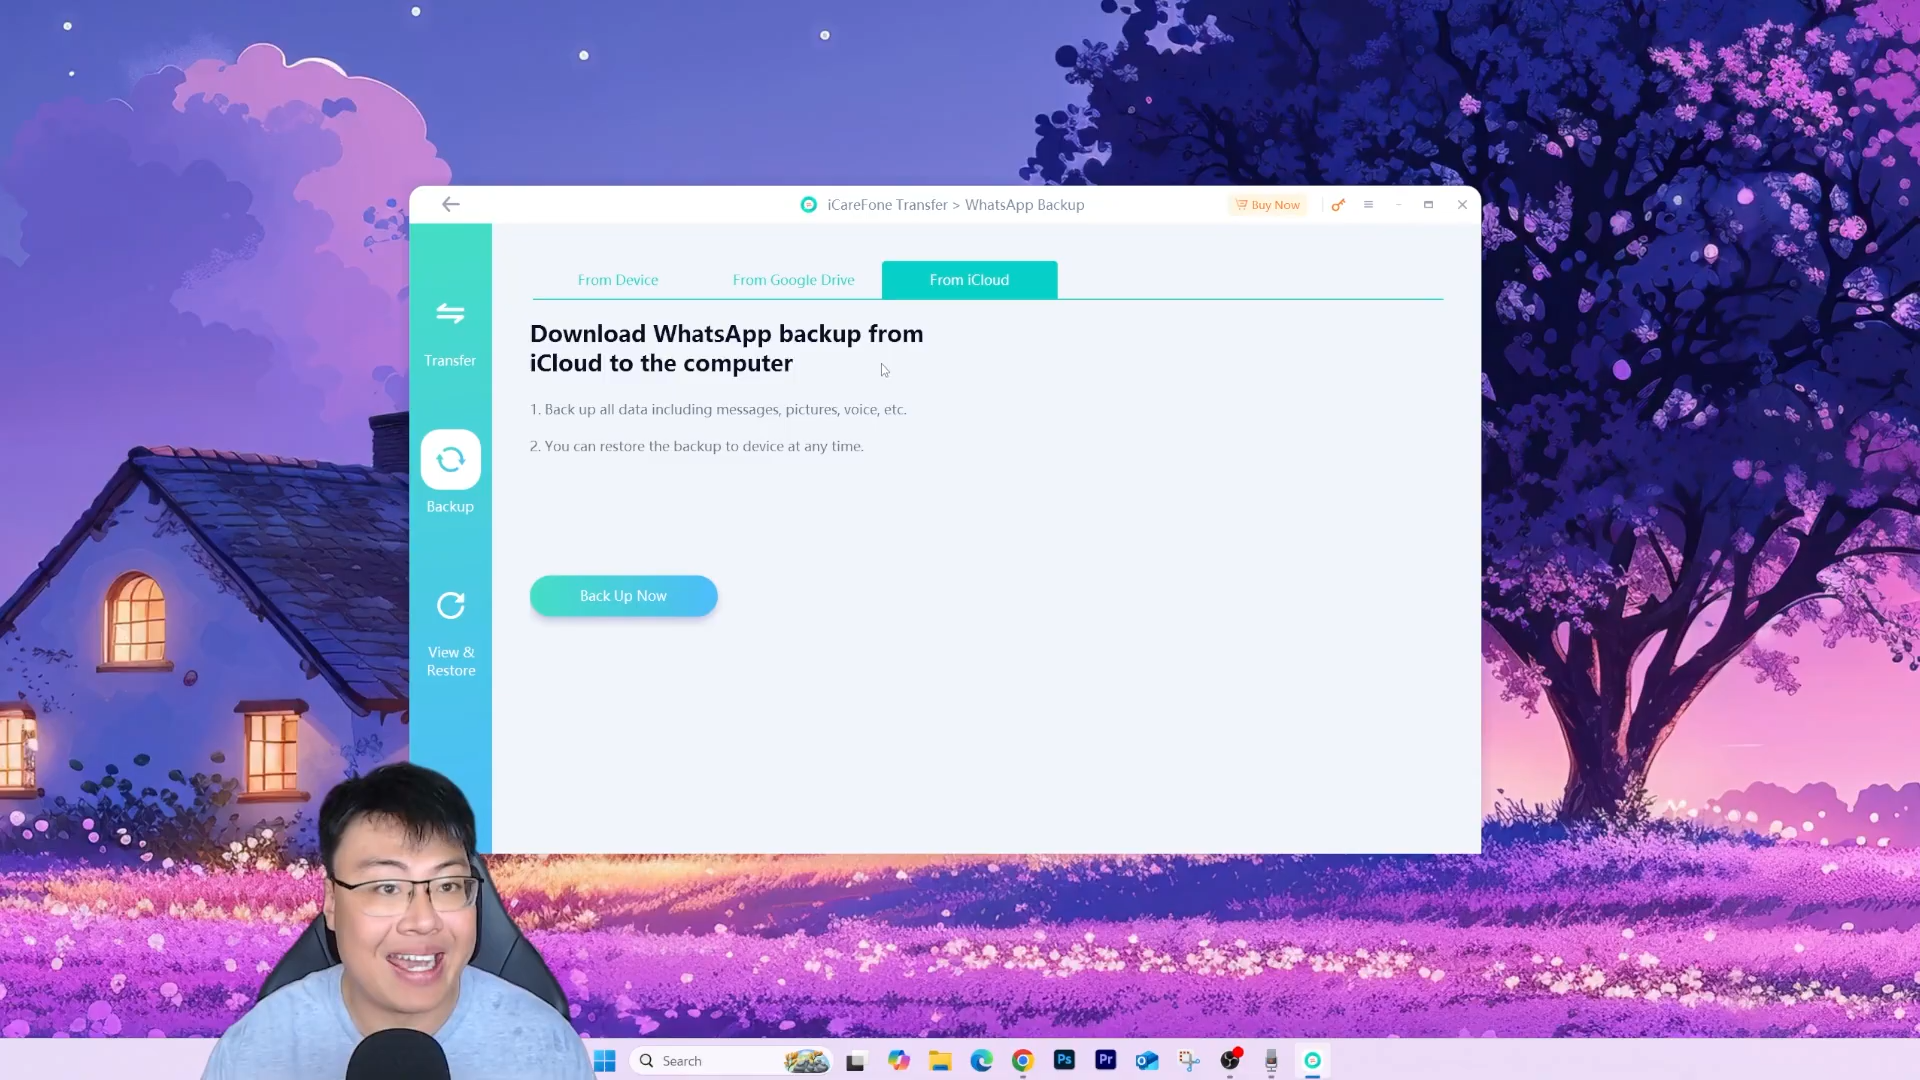 iCareFone Transfer > WhatsApp Backup
Buy Now
From Device
From Google Drive
From iCloud
Download WhatsApp backup from
iCloud to the computer
1. Back up all data including messages, pictures, voice, etc.
2. You can restore the backup to device at any time.
Back Up Now
Transfer
Backup
View &
Restore
Search
Ps
Pr